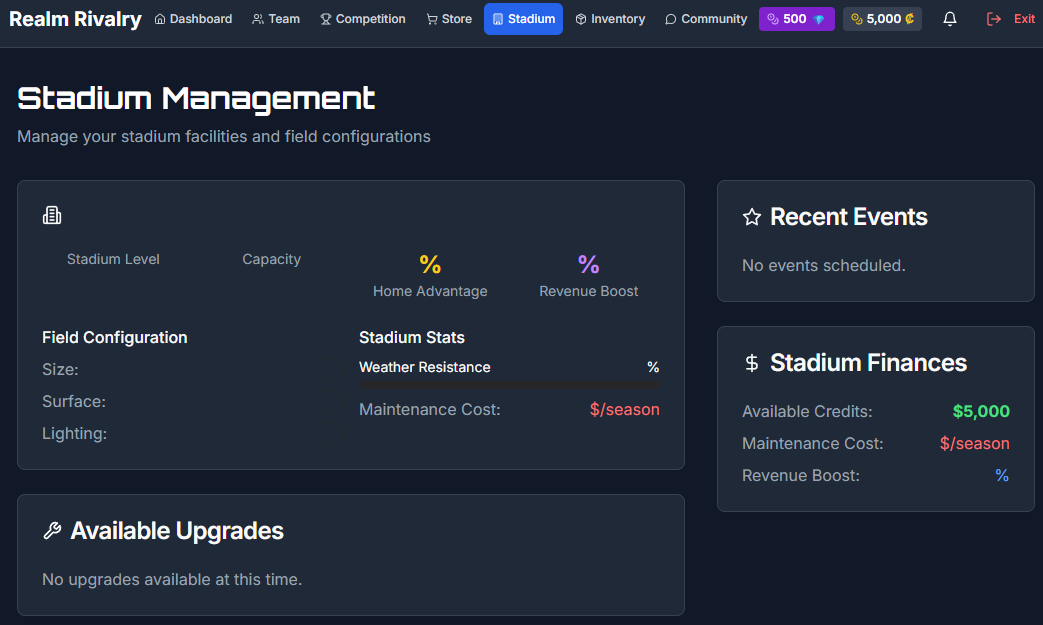 Realm Rivalry Dashboard Team Competition Store Stadium Inventory Community 500 5,000 ₡ Exit
Stadium Management
Manage your stadium facilities and field configurations
Stadium Level
Capacity
%
Home Advantage
%
Revenue Boost
Field Configuration
Size:
Surface:
Lighting:
Stadium Stats
Weather Resistance %
Maintenance Cost: $/season
Available Upgrades
No upgrades available at this time.
Recent Events
No events scheduled.
Stadium Finances
Available Credits: $5,000
Maintenance Cost: $/season
Revenue Boost: %